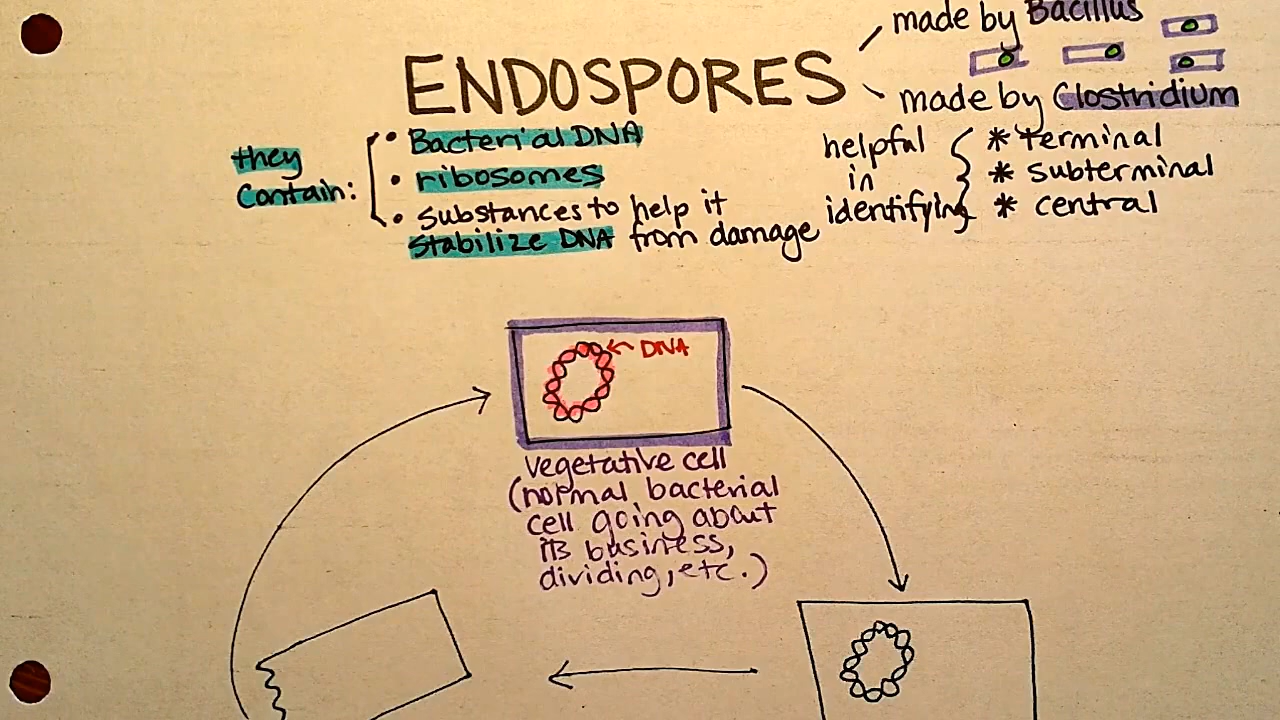 ENDOSPORES
made by Bacillus
made by Clostridium
they
contain:
• Bacterial DNA
• ribosomes
• substances to help it
stabilize DNA from damage
helpful
in
identifying
* terminal
* subterminal
* central
DNA
vegetative cell
(normal bacterial
cell going about
its business,
dividing, etc.)